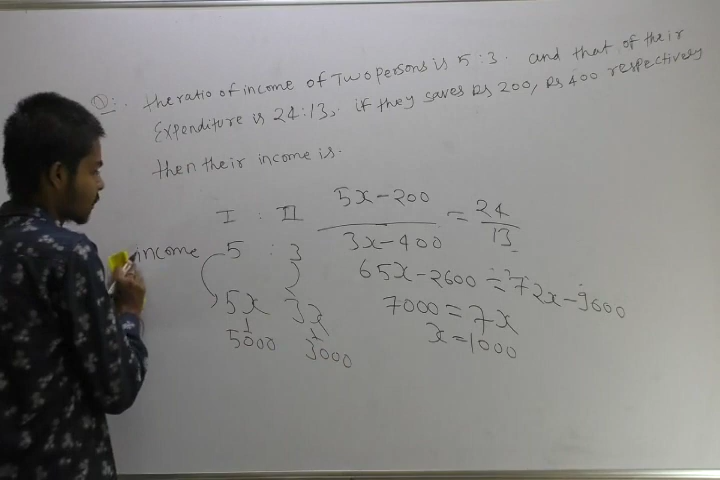 Q:. the ratio of income of Two persons is 5:3. and that of their
Expenditure is 24:13, if they saves Rs 200, Rs 400 respectively
then their income is.
I : II
income 5 : 3
5x 3x
5000 3000
5x-200 / 3x-400 = 24 / 13
65x-2600 = 72x-9600
7000 = 7x
x=1000